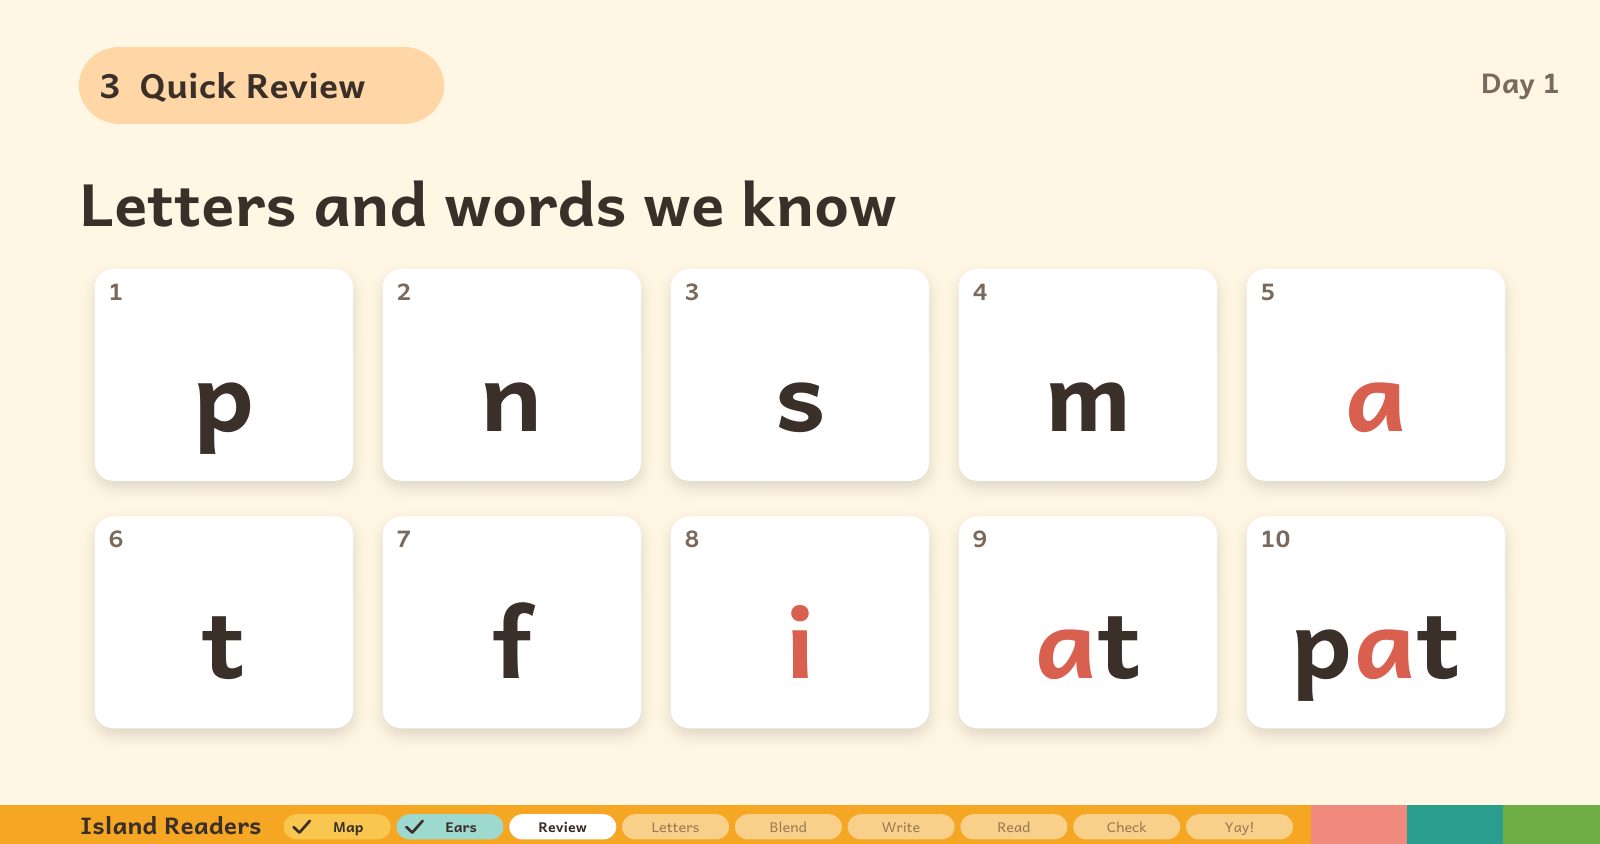 3 Quick Review
Day 1
Letters and words we know
1
p
2
n
3
s
4
m
5
a
6
t
7
f
8
i
9
at
10
pat
Island Readers
Map
Ears
Review
Letters
Blend
Write
Read
Check
Yay!